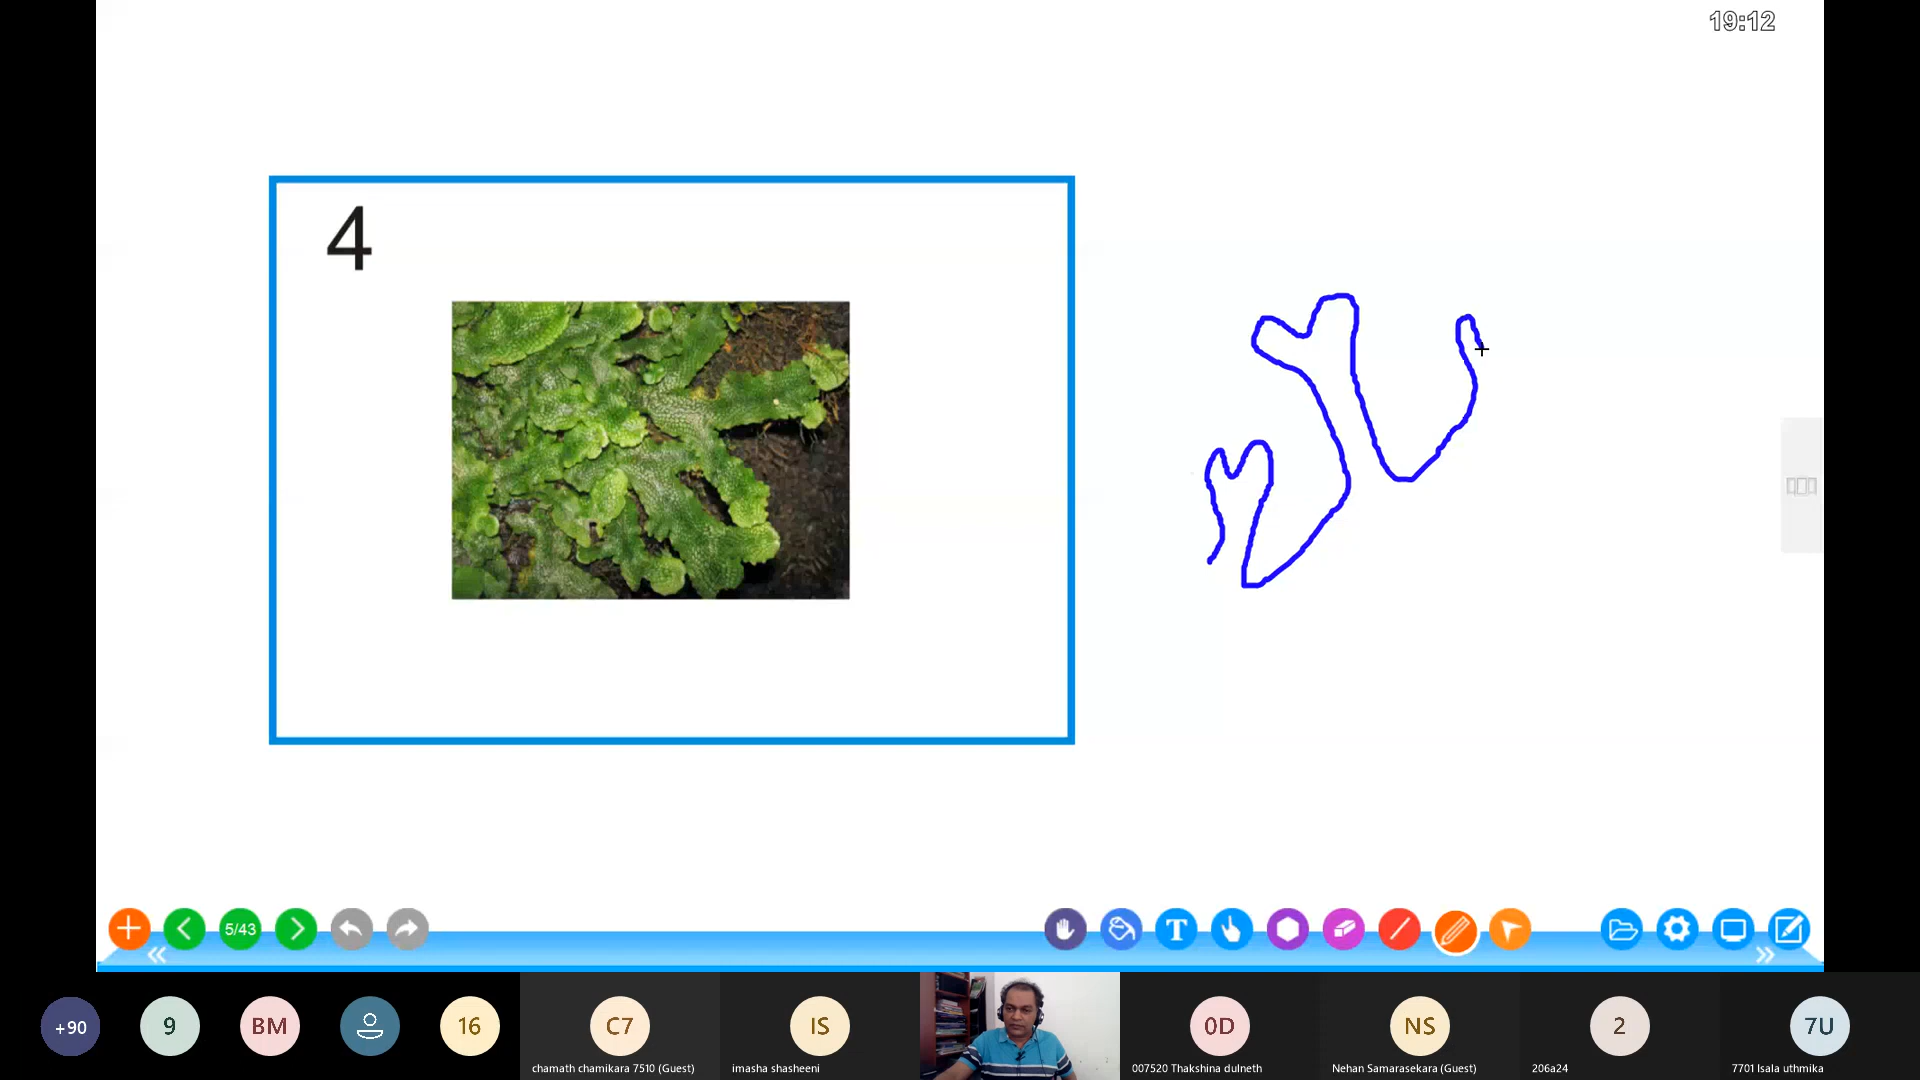 19:12
4
5/43
T
+90
9
BM
16
C7
IS
0D
NS
2
7U
chamath chamikara 7510 (Guest)
imasha shasheeni
007520 Thakshina dulneth
Nehan Samarasekara (Guest)
206a24
7701 Isala uthmika